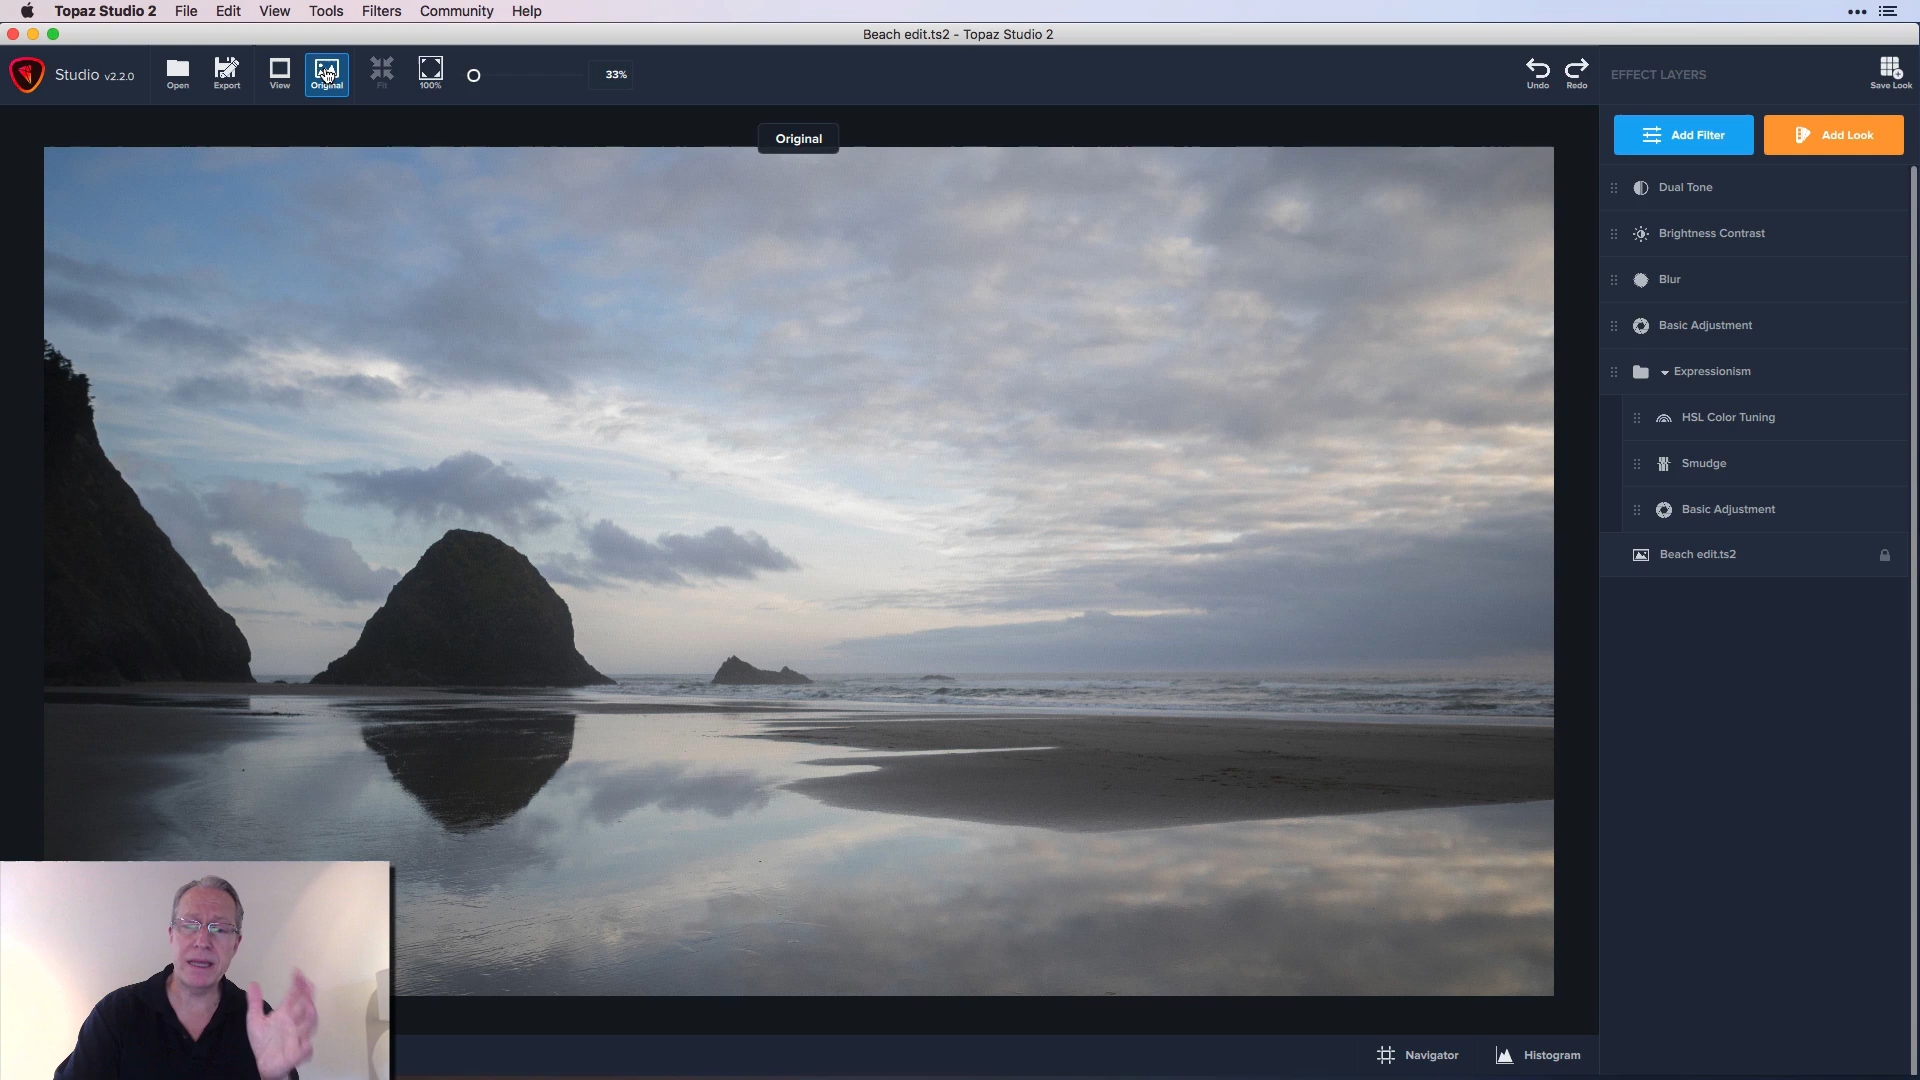 Topaz Studio 2 File Edit View Tools Filters Community Help
Beach edit.ts2 - Topaz Studio 2
Studio v2.2.0
Open
Export
View
Original
Fit
100%
33%
Undo
Redo
EFFECT LAYERS
Save Look
Original
Add Filter
Add Look
Dual Tone
Brightness Contrast
Blur
Basic Adjustment
Expressionism
HSL Color Tuning
Smudge
Basic Adjustment
Beach edit.ts2
Navigator
Histogram